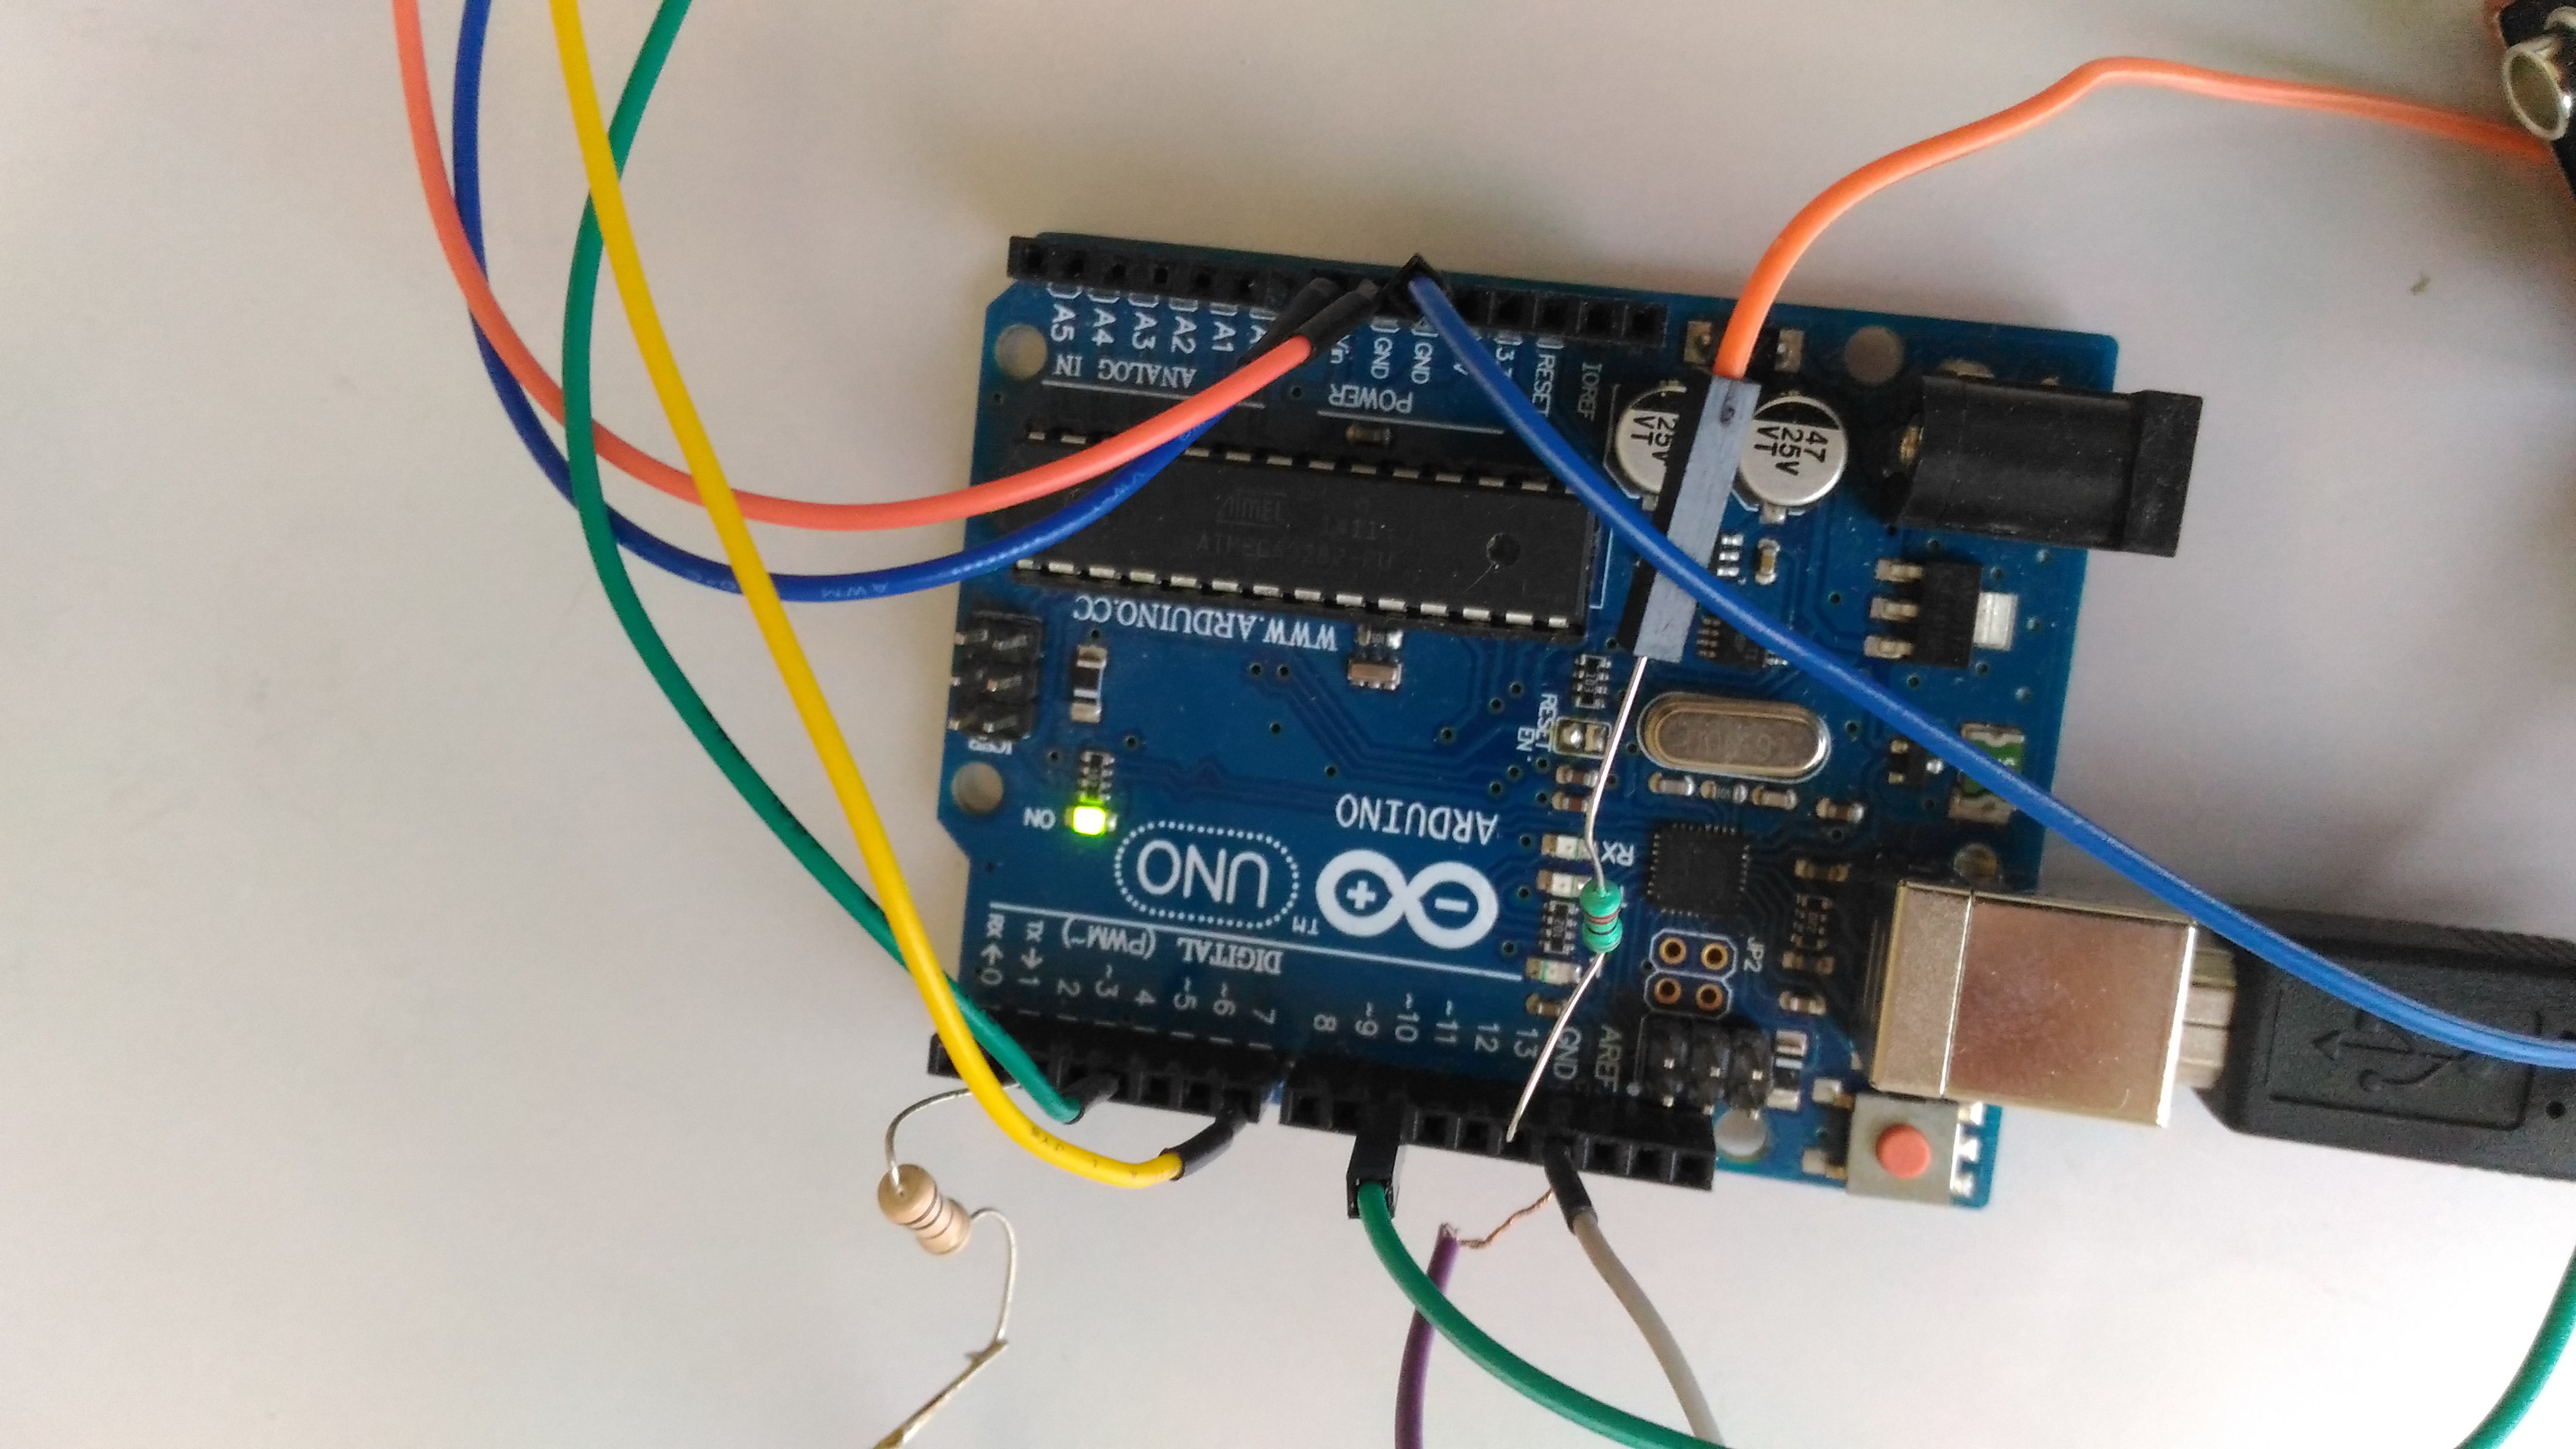 A5
A4
A3
A2
A1
ANALOG IN
Vin
GND
GND
RESET
IOREF
POWER
25V
VT
47
25V
VT
WWW.ARDUINO.CC
RESET
EN
ON
ARDUINO
UNO
TM
RX
JP2
DIGITAL (PWM~)
RX←0
TX→1
2
~3
4
~5
~6
7
8
~9
~10
~11
12
13
GND
AREF
AWM